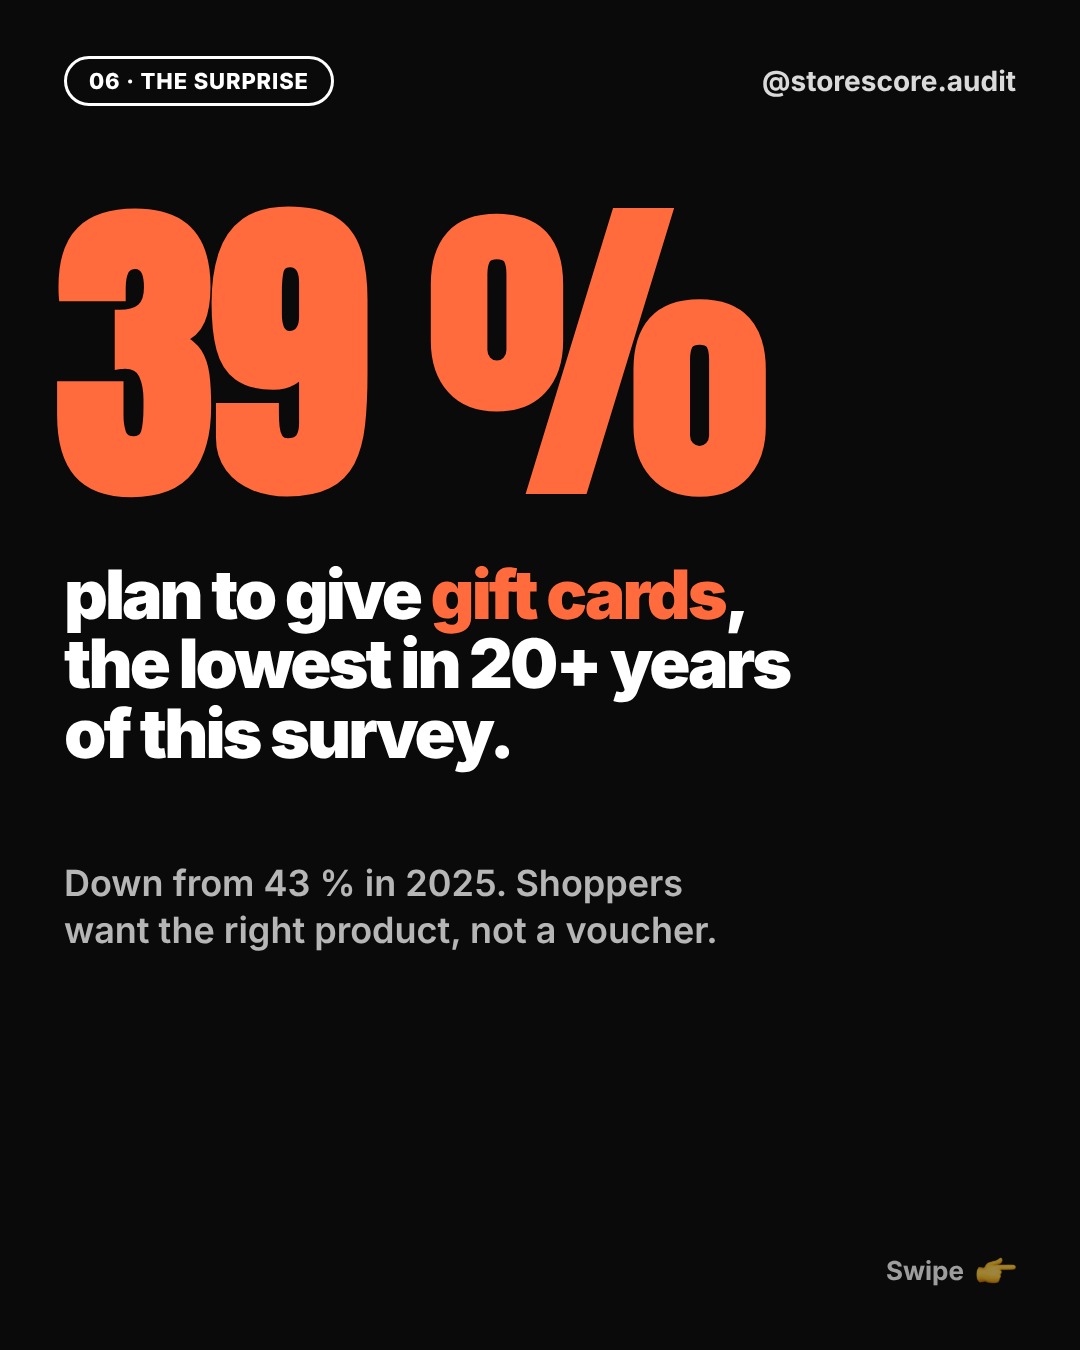 06 · THE SURPRISE
@storescore.audit
39 %
plan to give gift cards,
the lowest in 20+ years
of this survey.
Down from 43 % in 2025. Shoppers
want the right product, not a voucher.
Swipe 👉